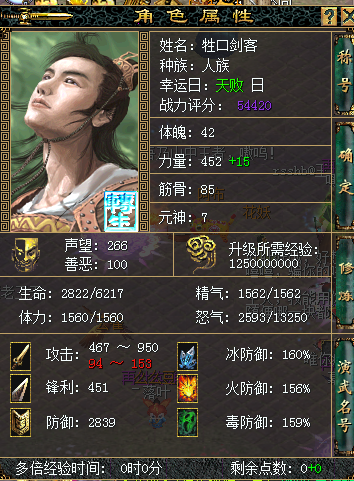 角色属性
?
姓名: 牲口剑客
种族: 人族
幸运日: 天败 日
战力评分: 54420
体魄: 42
力量: 452 +15
筋骨: 85
元神: 7
轉生
称号
确定
修炼
演武名号
声望: 266
善恶: 100
升级所需经验:
1250000000
生命: 2822/6217
精气: 1562/1562
体力: 1560/1560
怒气: 2593/13250
攻击: 467 ～ 950
94 ～ 153
冰防御: 160%
锋利: 451
火防御: 156%
落叶
防御: 2839
毒防御: 159%
多倍经验时间: 0时0分
剩余点数: 0+0